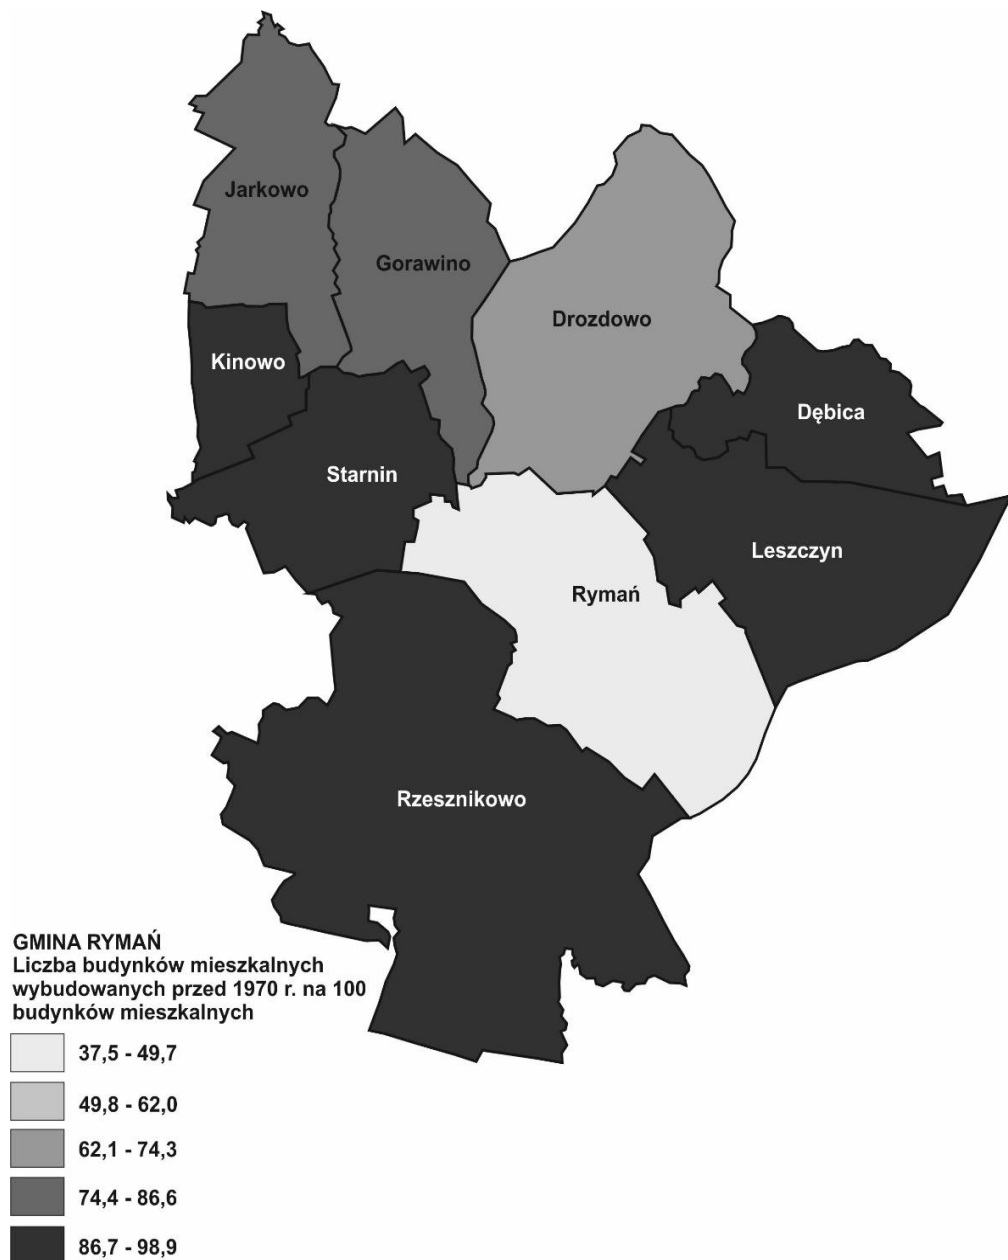 Jarkowo
Gorawino
Drozdowo
Kinowo
Dębica
Starnin
Leszczyn
Rymań
Rzesznikowo
GMINA RYMAŃ
Liczba budynków mieszkalnych
wybudowanych przed 1970 r. na 100
budynków mieszkalnych
37,5 - 49,7
49,8 - 62,0
62,1 - 74,3
74,4 - 86,6
86,7 - 98,9